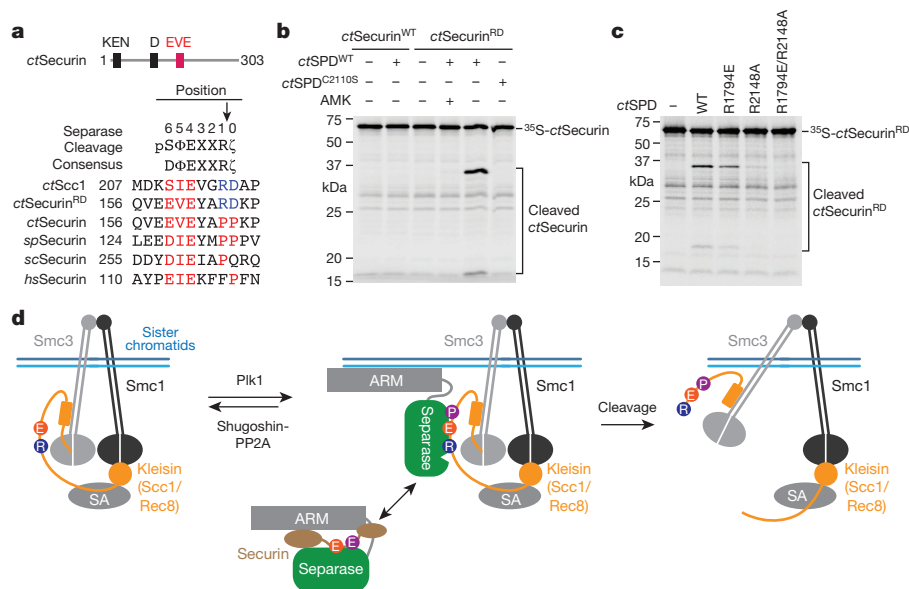 a
KEN D EVE
ctSecurin 1 303
Position
Separase 6 5 4 3 2 1 0
Cleavage pSΦEXXRζ
Consensus DΦEXXRζ
ctScc1 207 MDKSIEVGRDAP
ctSecurinRD 156 QVEEVEYARDKP
ctSecurin 156 QVEEVEYAPPKP
spSecurin 124 LEEDIEYMPPPV
scSecurin 255 DDYDIEIAPQRQ
hsSecurin 110 AYPEIEKFFPFN
b
ctSecurinWT ctSecurinRD
ctSPDWT – + – + + –
ctSPDC2110S – – – – – +
AMK – – – + – –
75
50
37
kDa
25
20
15
35S-ctSecurin
Cleaved
ctSecurin
c
ctSPD – WT R1794E R2148A R1794E/R2148A
75
50
37
kDa
25
20
15
35S-ctSecurinRD
Cleaved
ctSecurinRD
d
Smc3
Sister
chromatids
Smc1
E
R
Kleisin
(Scc1/
Rec8)
SA
Plk1
Shugoshin-
PP2A
ARM
Separase
P
E
R
Smc3
Smc1
Kleisin
(Scc1/
Rec8)
SA
ARM
Securin
E E
Separase
Cleavage
Smc3
P
E
R
Smc1
Kleisin
(Scc1/
Rec8)
SA